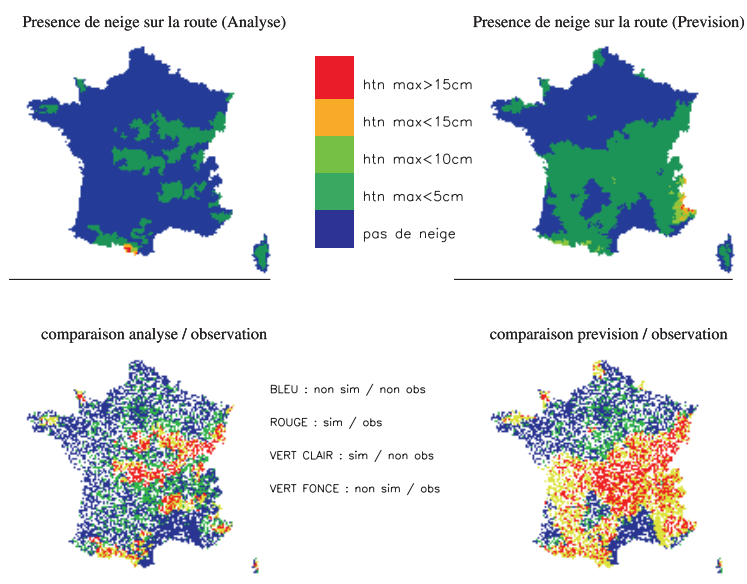 Presence de neige sur la route (Analyse)
Presence de neige sur la route (Prevision)
htn max>15cm
htn max<15cm
htn max<10cm
htn max<5cm
pas de neige
comparaison analyse / observation
comparaison prevision / observation
BLEU : non sim / non obs
ROUGE : sim / obs
VERT CLAIR : sim / non obs
VERT FONCE : non sim / obs